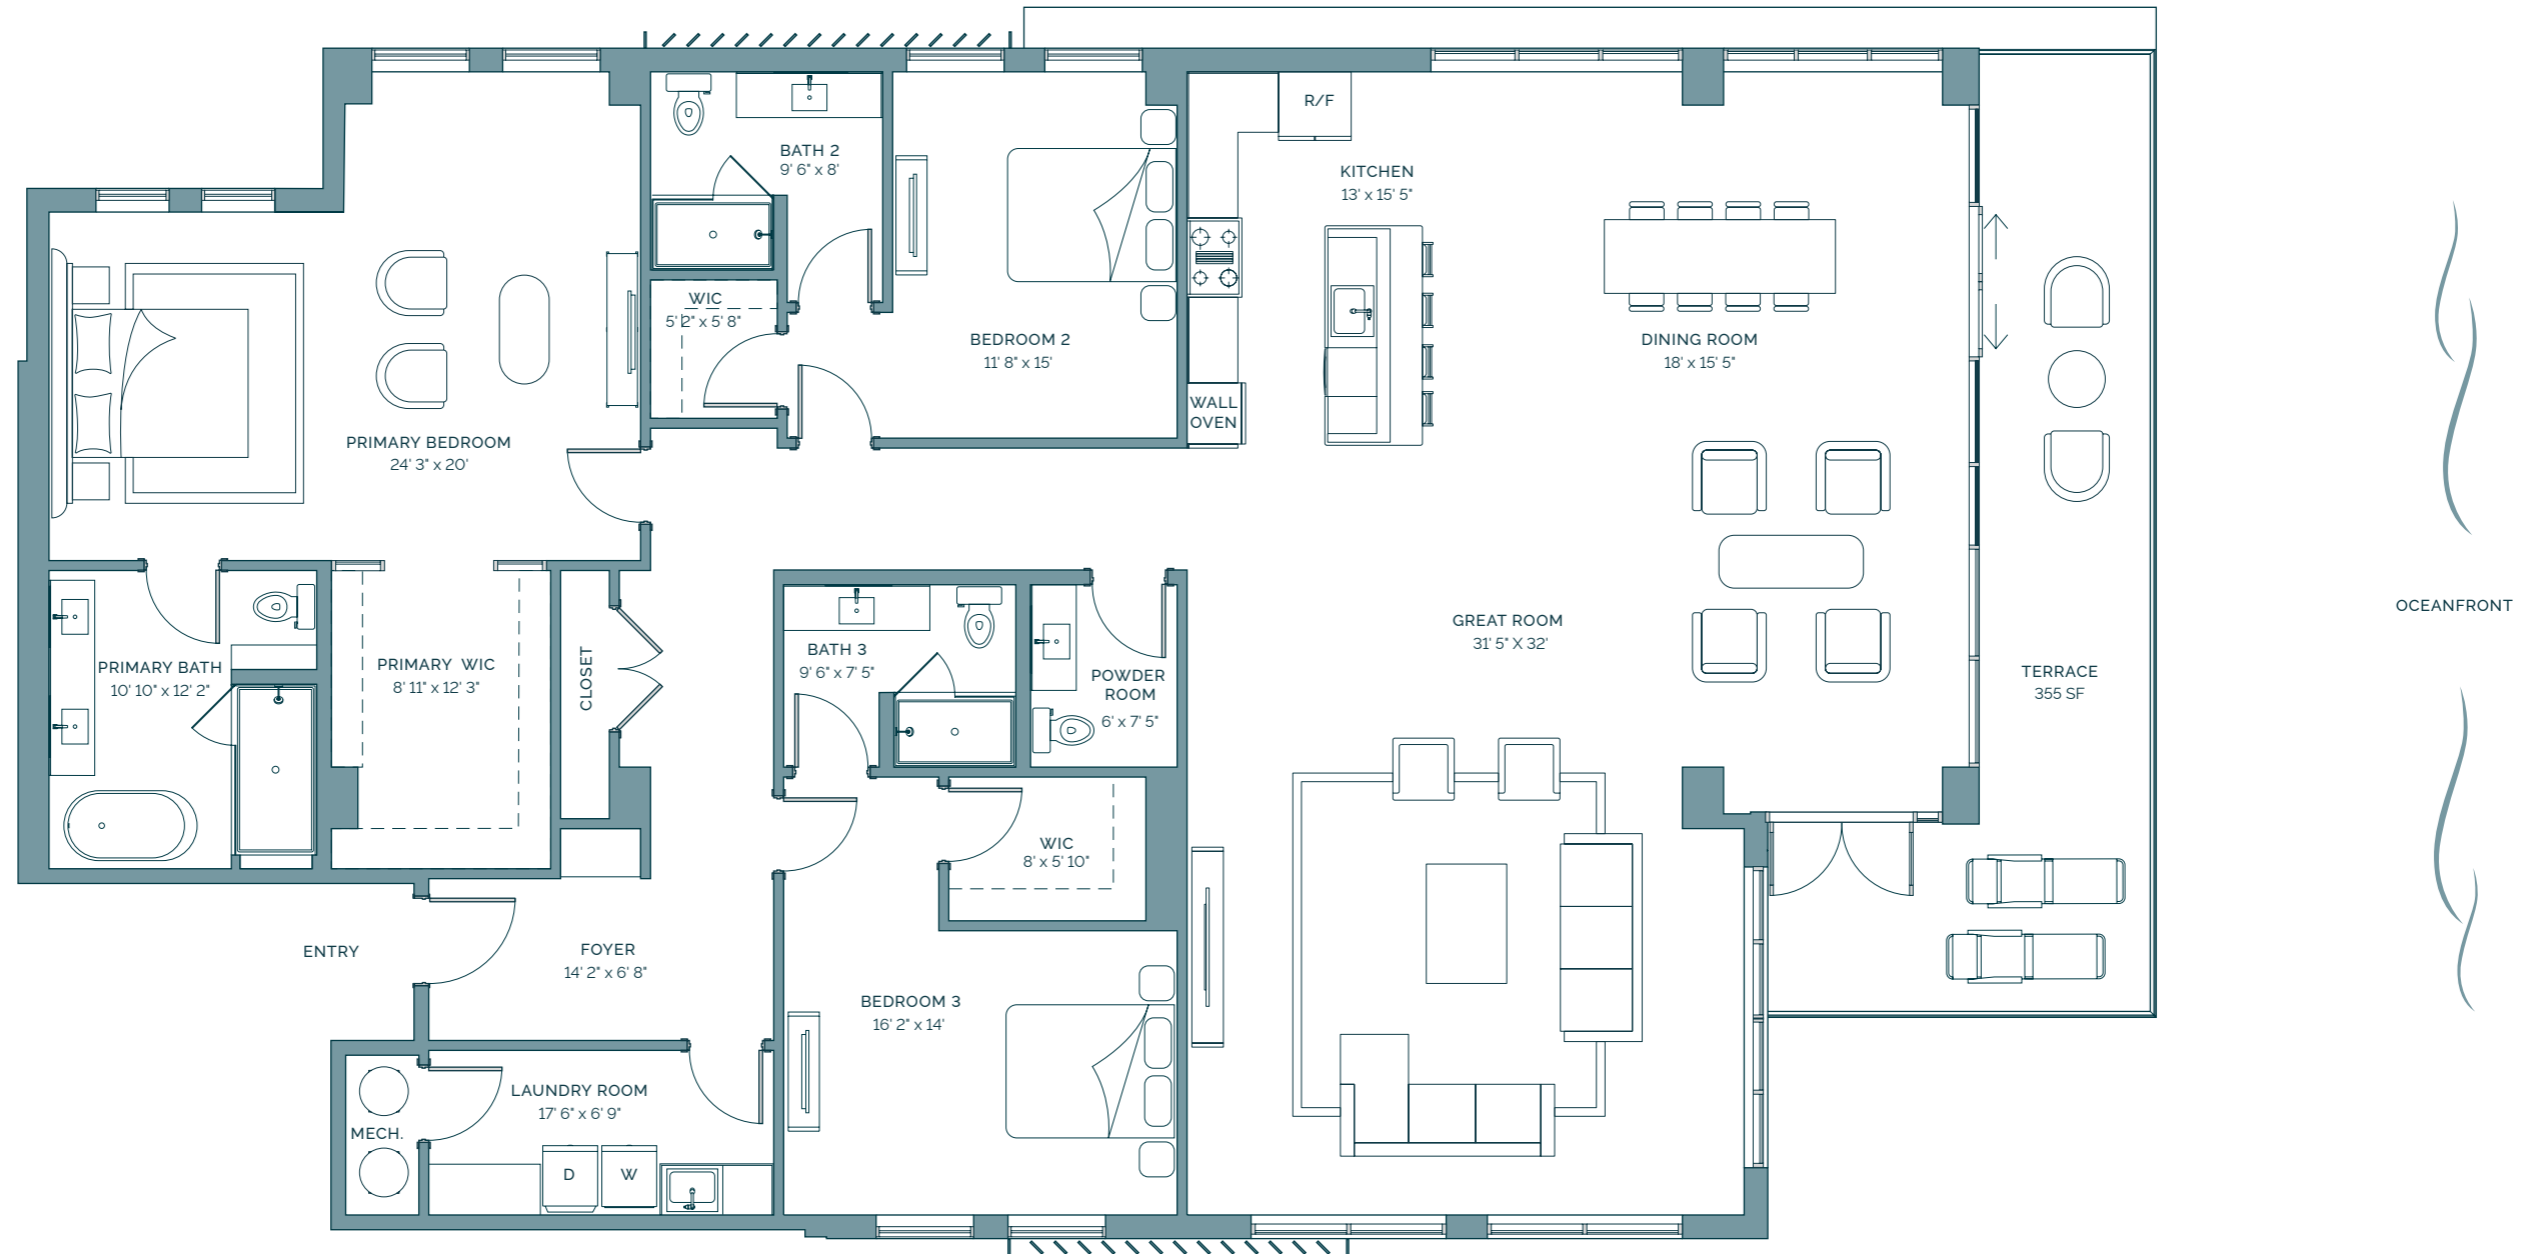 R/F
BATH 2
9' 6" x 8'
KITCHEN
13' x 15' 5"
WIC
5' 2" x 5' 8"
BEDROOM 2
11' 8" x 15'
DINING ROOM
18' x 15' 5"
WALL
OVEN
PRIMARY BEDROOM
24' 3" x 20'
OCEANFRONT
GREAT ROOM
31' 5" X 32'
PRIMARY BATH
10' 10" x 12' 2"
PRIMARY WIC
8' 11" x 12' 3"
CLOSET
BATH 3
9' 6" x 7' 5"
POWDER
ROOM
6' x 7' 5"
TERRACE
355 SF
WIC
8' x 5' 10"
ENTRY
FOYER
14' 2" x 6' 8"
BEDROOM 3
16' 2" x 14'
LAUNDRY ROOM
17' 6" x 6' 9"
MECH.
D
W